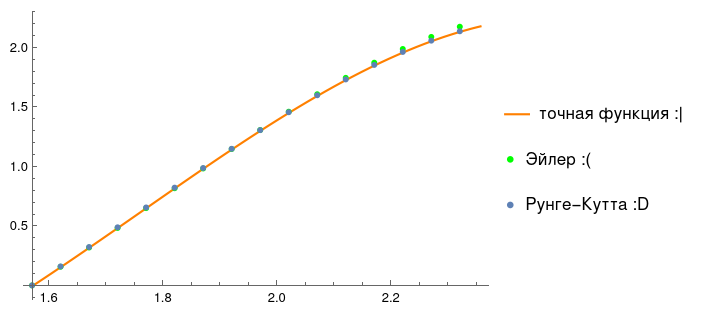 2.0
1.5
1.0
0.5
1.6 1.8 2.0 2.2
точная функция :|
Эйлер :(
Рунге-Кутта :D